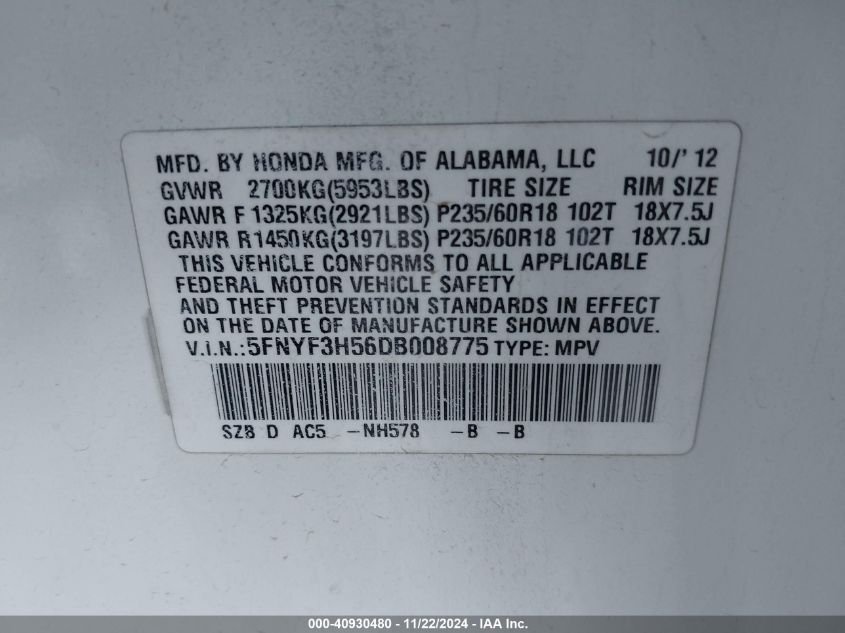 MFD. BY HONDA MFG. OF ALABAMA, LLC 10/'12
GVWR 2700KG(5953LBS) TIRE SIZE RIM SIZE
GAWR F 1325KG(2921LBS) P235/60R18 102T 18X7.5J
GAWR R1450KG(3197LBS) P235/60R18 102T 18X7.5J
THIS VEHICLE CONFORMS TO ALL APPLICABLE
FEDERAL MOTOR VEHICLE SAFETY
AND THEFT PREVENTION STANDARDS IN EFFECT
ON THE DATE OF MANUFACTURE SHOWN ABOVE.
V.I.N.:5FNYF3H56DB008775 TYPE: MPV
SZB D AC5 -NH578 -B -B
000-40930480 - 11/22/2024 - IAA Inc.